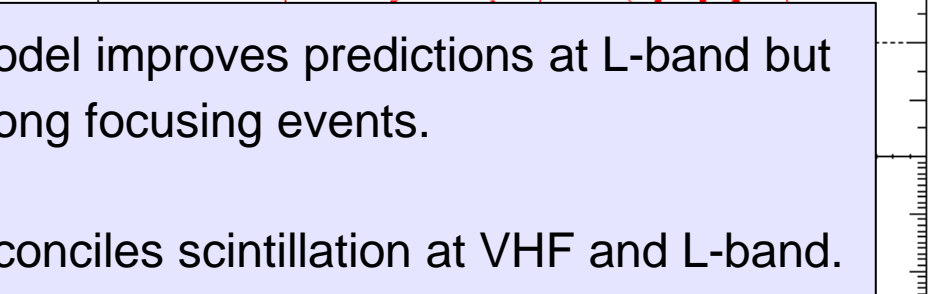 odel improves predictions at L-band but
ong focusing events.
conciles scintillation at VHF and L-band.